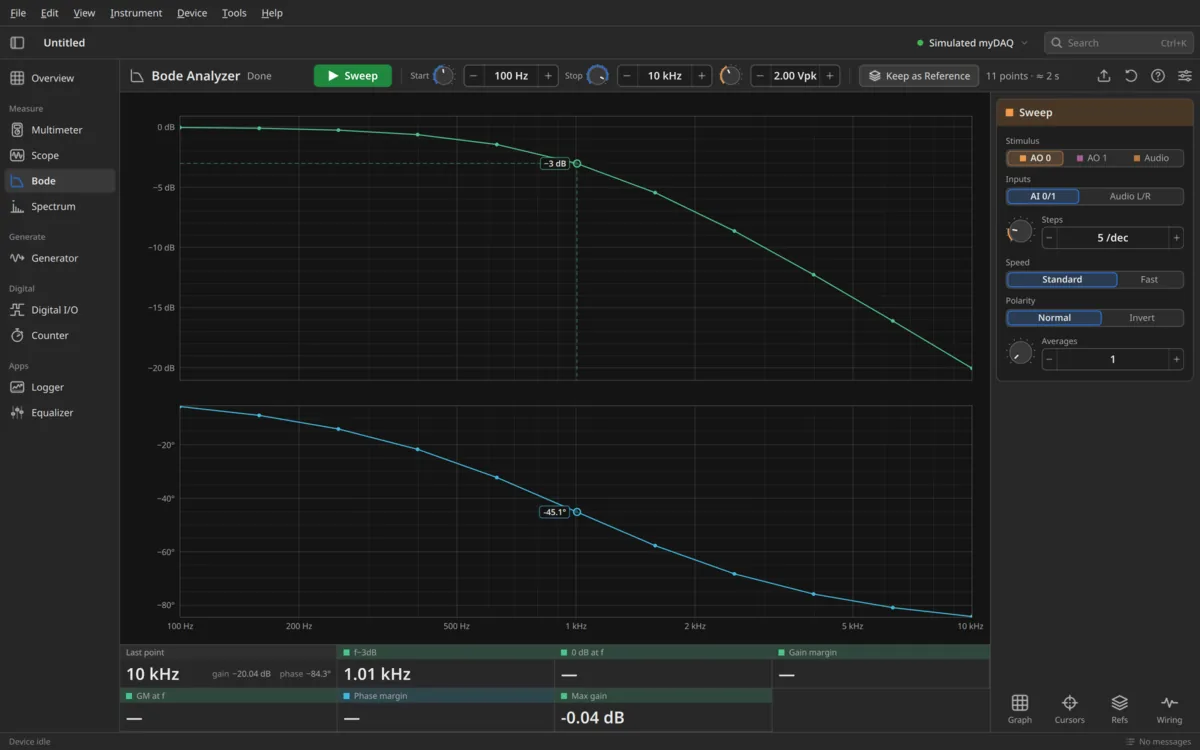 File Edit View Instrument Device Tools Help
Untitled
Simulated myDAQ
Search Ctrl+K
Overview
Measure
Multimeter
Scope
Bode
Spectrum
Generate
Generator
Digital
Digital I/O
Counter
Apps
Logger
Equalizer
Bode Analyzer Done
Sweep
Start − 100 Hz +
Stop − 10 kHz +
− 2.00 Vpk +
Keep as Reference
11 points · ≈ 2 s
0 dB
−3 dB
−5 dB
−10 dB
−15 dB
−20 dB
−20°
−40°
-45.1°
−60°
−80°
100 Hz 200 Hz 500 Hz 1 kHz 2 kHz 5 kHz 10 kHz
Last point
10 kHz gain −20.04 dB phase −84.3°
f−3dB
1.01 kHz
0 dB at f
—
Gain margin
—
GM at f
—
Phase margin
—
Max gain
-0.04 dB
Sweep
Stimulus
AO 0 AO 1 Audio
Inputs
AI 0/1 Audio L/R
Steps
− 5 /dec +
Speed
Standard Fast
Polarity
Normal Invert
Averages
− 1 +
Graph Cursors Refs Wiring
Device idle
No messages